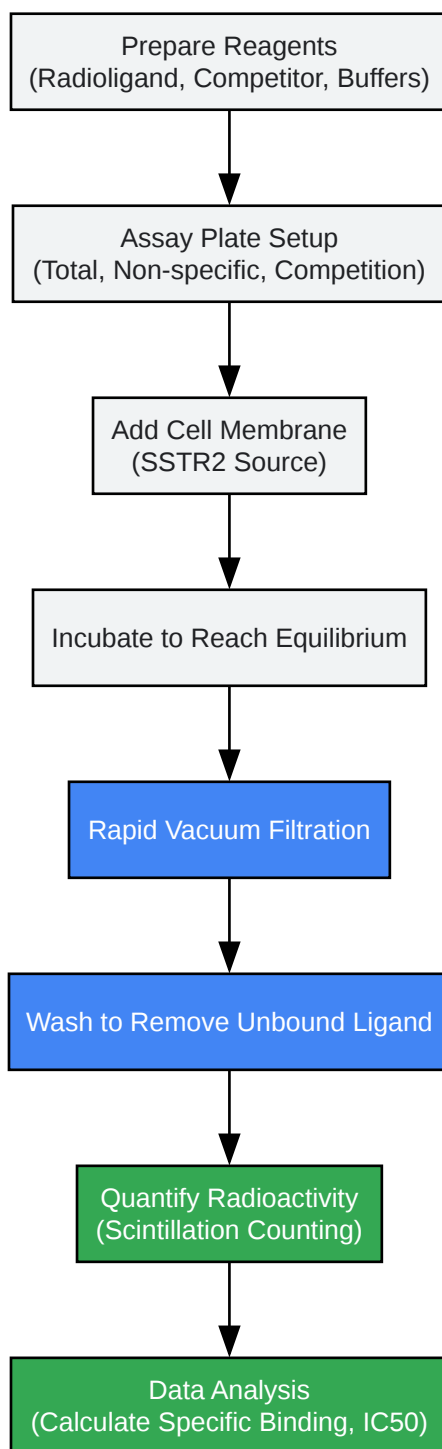 Prepare Reagents
(Radioligand, Competitor, Buffers)
Assay Plate Setup
(Total, Non-specific, Competition)
Add Cell Membrane
(SSTR2 Source)
Incubate to Reach Equilibrium
Rapid Vacuum Filtration
Wash to Remove Unbound Ligand
Quantify Radioactivity
(Scintillation Counting)
Data Analysis
(Calculate Specific Binding, IC50)